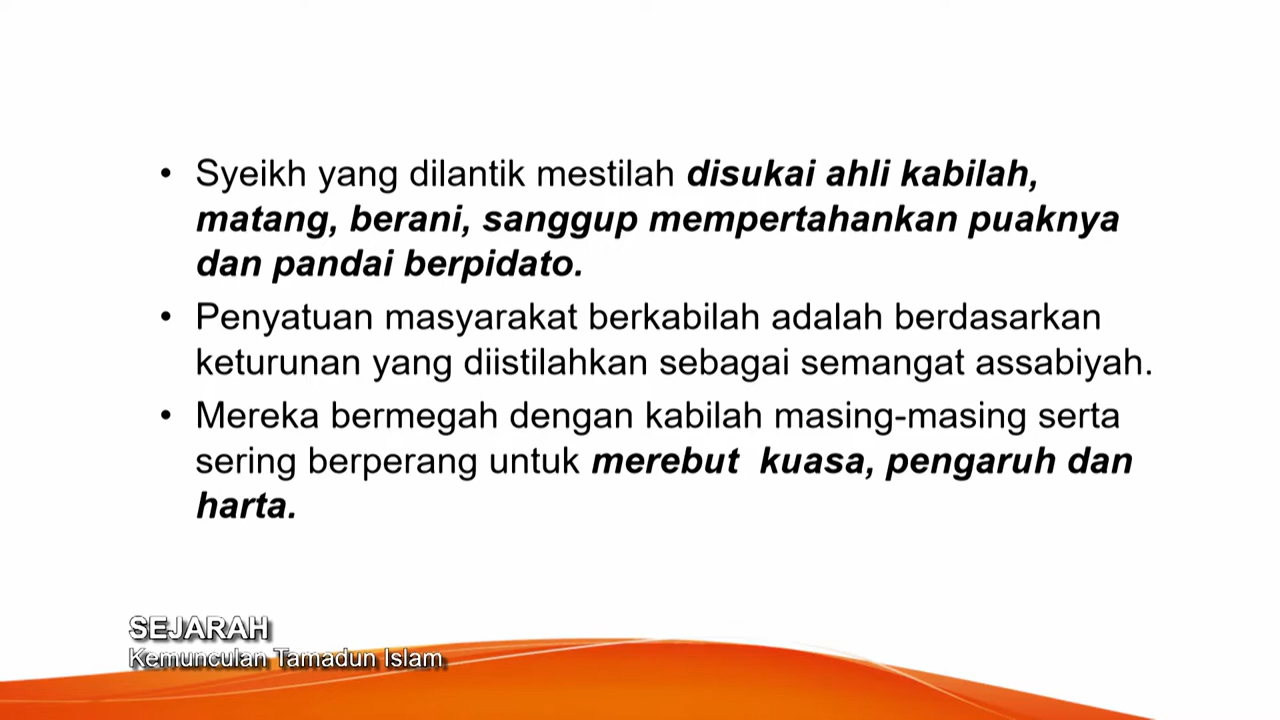 • Syeikh yang dilantik mestilah disukai ahli kabilah,
matang, berani, sanggup mempertahankan puaknya
dan pandai berpidato.
• Penyatuan masyarakat berkabilah adalah berdasarkan
keturunan yang diistilahkan sebagai semangat assabiyah.
• Mereka bermegah dengan kabilah masing-masing serta
sering berperang untuk merebut  kuasa, pengaruh dan
harta.
SEJARAH
Kemunculan Tamadun Islam